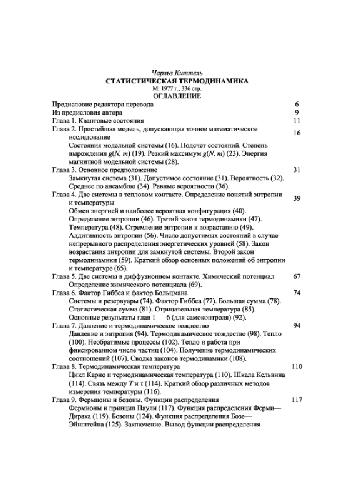 Чарльз Киттель
СТАТИСТИЧЕСКАЯ ТЕРМОДИНАМИКА
М. 1977 г., 336 стр.
ОГЛАВЛЕНИЕ
Предисловие редактора перевода 6
Из предисловия автора 9
Глава 1. Квантовые состояния 11
Глава 2. Простейшая модель, допускающая точное математическое 16
исследование
Состояния модельной системы (16). Подсчет состояний. Степень
вырождения g(N, m) (19). Резкий максимум g(N, m) (23). Энергия
магнитной модельной системы (28).
Глава 3. Основное предположение 31
Замкнутая система (31). Допустимое состояние (31). Вероятность (32).
Среднее по ансамблю (34). Равные вероятности (36).
Глава 4. Две системы в тепловом контакте. Определение понятий энтропии 39
и температуры
Обмен энергией и наиболее вероятная конфигурация (40).
Определение энтропии (46). Третий закон термодинамики (47).
Температура (48). Стремление энтропии к возрастанию (49).
Аддитивность энтропии (56). Число допустимых состояний в случае
непрерывного распределения энергетических уровней (58). Закон
возрастания энтропии для замкнутой системы. Второй закон
термодинамики (59). Краткий обзор основных положений об энтропии
и температуре (65).
Глава 5. Две системы в диффузионном контакте. Химический потенциал 67
Определение химического потенциала (69).
Глава 6. Фактор Гиббса и фактор Больцмана 74
Системы и резервуары (74). Фактор Гиббса (77). Большая сумма (78).
Статистическая сумма (81). Отрицательная температура (85).
Основные результаты глав 1—6 (для самоконтроля) (92).
Глава 7. Давление и термодинамическое тождество 94
Давление и энтропия (94). Термодинамическое тождество (98). Тепло
(100). Необратимые процессы (102). Тепло и работа при
фиксированном числе частиц (104). Получение термодинамических
соотношений (107). Сводка законов термодинамики (108).
Глава 8. Термодинамическая температура 110
Цикл Карно и термодинамическая температура (110). Шкала Кельвина
(114). Связь между T и τ (114). Краткий обзор различных методов
измерения температуры (116).
Глава 9. Фермионы и бозоны. Функции распределения 117
Фермионы и принцип Паули (117). Функция распределения Ферми—
Дирака (119). Бозоны (124). Функция распределения Бозе—
Эйнштейна (125). Заключение. Вывод функции распределения